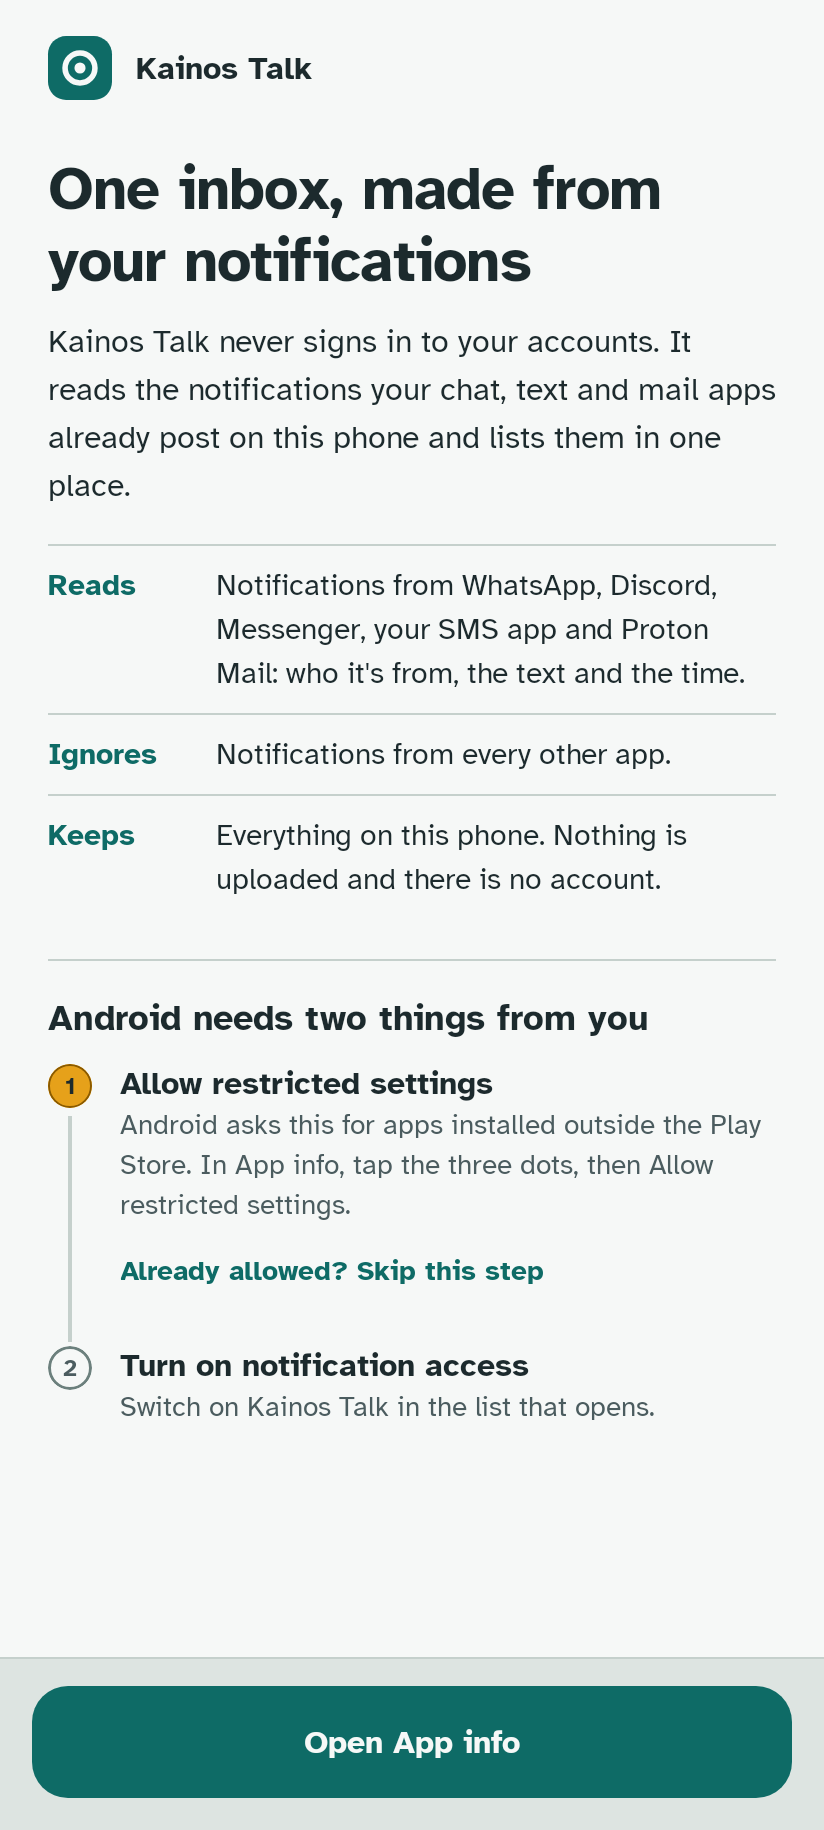 Kainos Talk
One inbox, made from
your notifications
Kainos Talk never signs in to your accounts. It
reads the notifications your chat, text and mail apps
already post on this phone and lists them in one
place.
Reads
Notifications from WhatsApp, Discord,
Messenger, your SMS app and Proton
Mail: who it's from, the text and the time.
Ignores
Notifications from every other app.
Keeps
Everything on this phone. Nothing is
uploaded and there is no account.
Android needs two things from you
1
Allow restricted settings
Android asks this for apps installed outside the Play
Store. In App info, tap the three dots, then Allow
restricted settings.
Already allowed? Skip this step
2
Turn on notification access
Switch on Kainos Talk in the list that opens.
Open App info